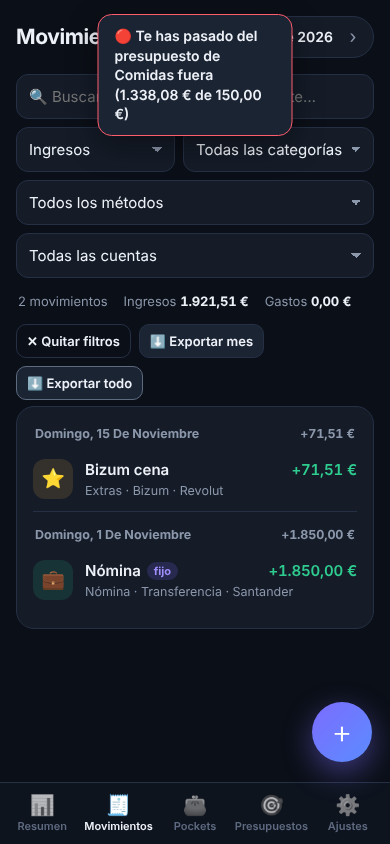 Movimie
🔴 Te has pasado del
presupuesto de
Comidas fuera
(1.338,08 € de 150,00
€)
2026 ›
🔍 Busca
Ingresos
Todas las categorías
Todos los métodos
Todas las cuentas
2 movimientos Ingresos 1.921,51 € Gastos 0,00 €
✕ Quitar filtros
⬇️ Exportar mes
⬇️ Exportar todo
Domingo, 15 De Noviembre +71,51 €
Bizum cena +71,51 €
Extras · Bizum · Revolut
Domingo, 1 De Noviembre +1.850,00 €
Nómina fijo +1.850,00 €
Nómina · Transferencia · Santander
+
Resumen Movimientos Pockets Presupuestos Ajustes